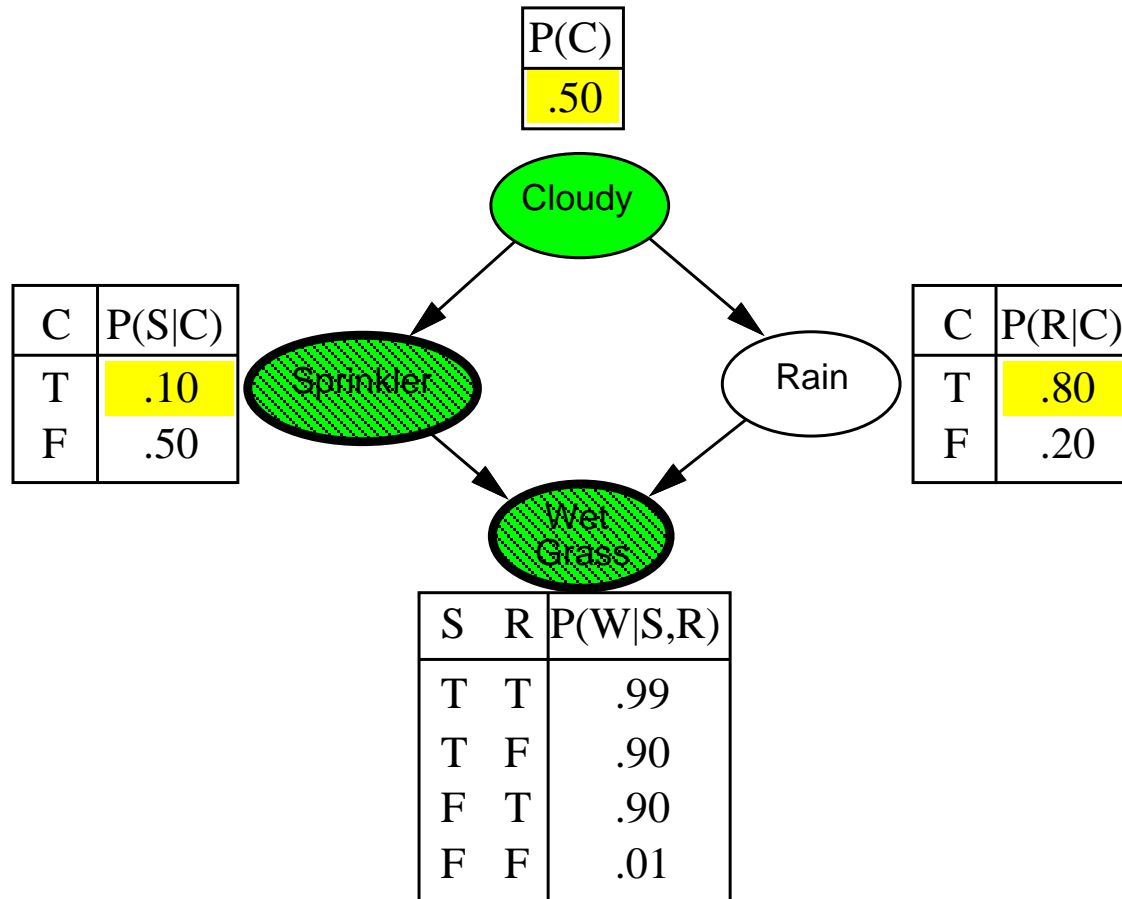 P(C)
.50
Cloudy
C P(S|C)
T .10
F .50
Sprinkler
Rain
C P(R|C)
T .80
F .20
Wet
Grass
S R P(W|S,R)
T T .99
T F .90
F T .90
F F .01